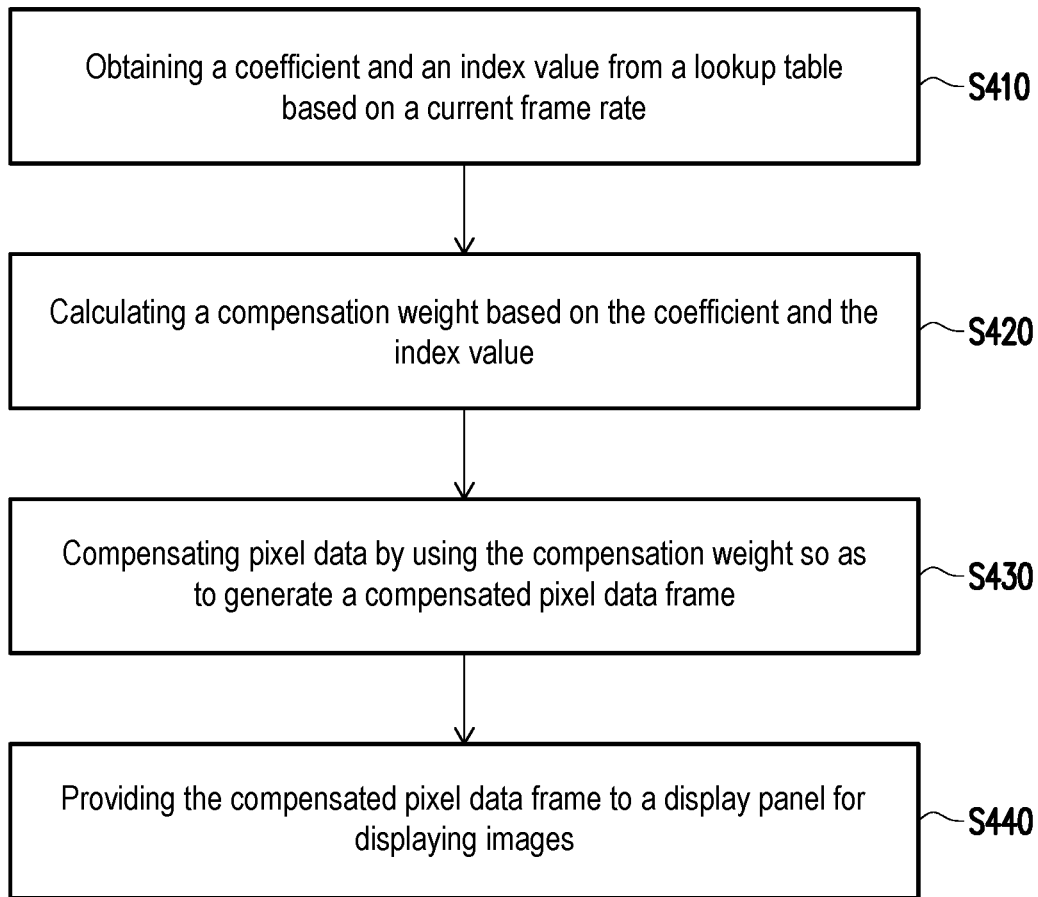 Obtaining a coefficient and an index value from a lookup table
based on a current frame rate
S410
Calculating a compensation weight based on the coefficient and the
index value
S420
Compensating pixel data by using the compensation weight so as
to generate a compensated pixel data frame
S430
Providing the compensated pixel data frame to a display panel for
displaying images
S440